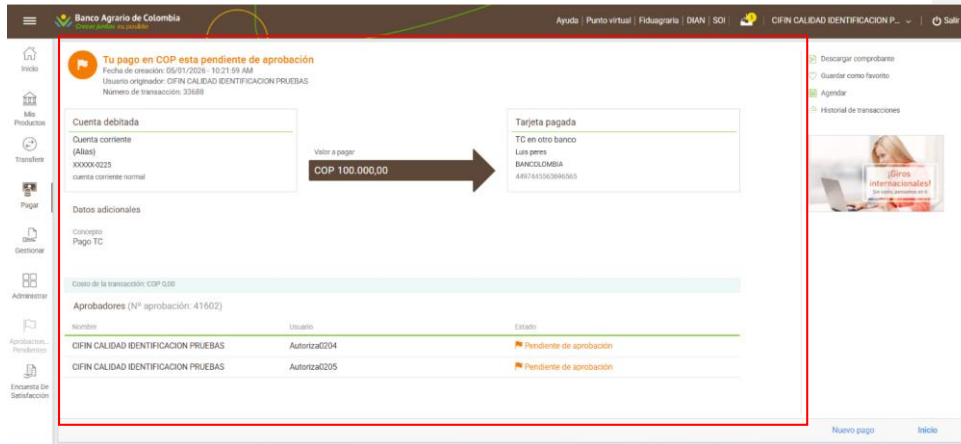 Banco Agrario de Colombia
Crecer juntos es posible
Ayuda | Punto virtual | Fiduagraria | DIAN | SOI |
CIFIN CALIDAD IDENTIFICACION P...
Salir
Inicio
Mis
Productos
Transferir
Pagar
Gestionar
Administrar
Aprobacion...
Pendientes
Encuesta De
Satisfacción
Tu pago en COP esta pendiente de aprobación
Fecha de creación: 05/01/2026 - 10:21:59 AM
Usuario originador: CIFIN CALIDAD IDENTIFICACION PRUEBAS
Número de transacción: 33688
Cuenta debitada
Cuenta corriente
(Alias)
XXXXX-0225
cuenta corriente normal
Valor a pagar
COP 100.000,00
Tarjeta pagada
TC en otro banco
Luis peres
BANCOLOMBIA
4497445563696565
Datos adicionales
Concepto
Pago TC
Costo de la transacción: COP 0,00
Aprobadores (Nº aprobación: 41602)
Nombre Usuario Estado
CIFIN CALIDAD IDENTIFICACION PRUEBAS Autoriza0204 Pendiente de aprobación
CIFIN CALIDAD IDENTIFICACION PRUEBAS Autoriza0205 Pendiente de aprobación
Descargar comprobante
Guardar como favorito
Agendar
Historial de transacciones
¡Giros
internacionales!
Nuevo pago Inicio